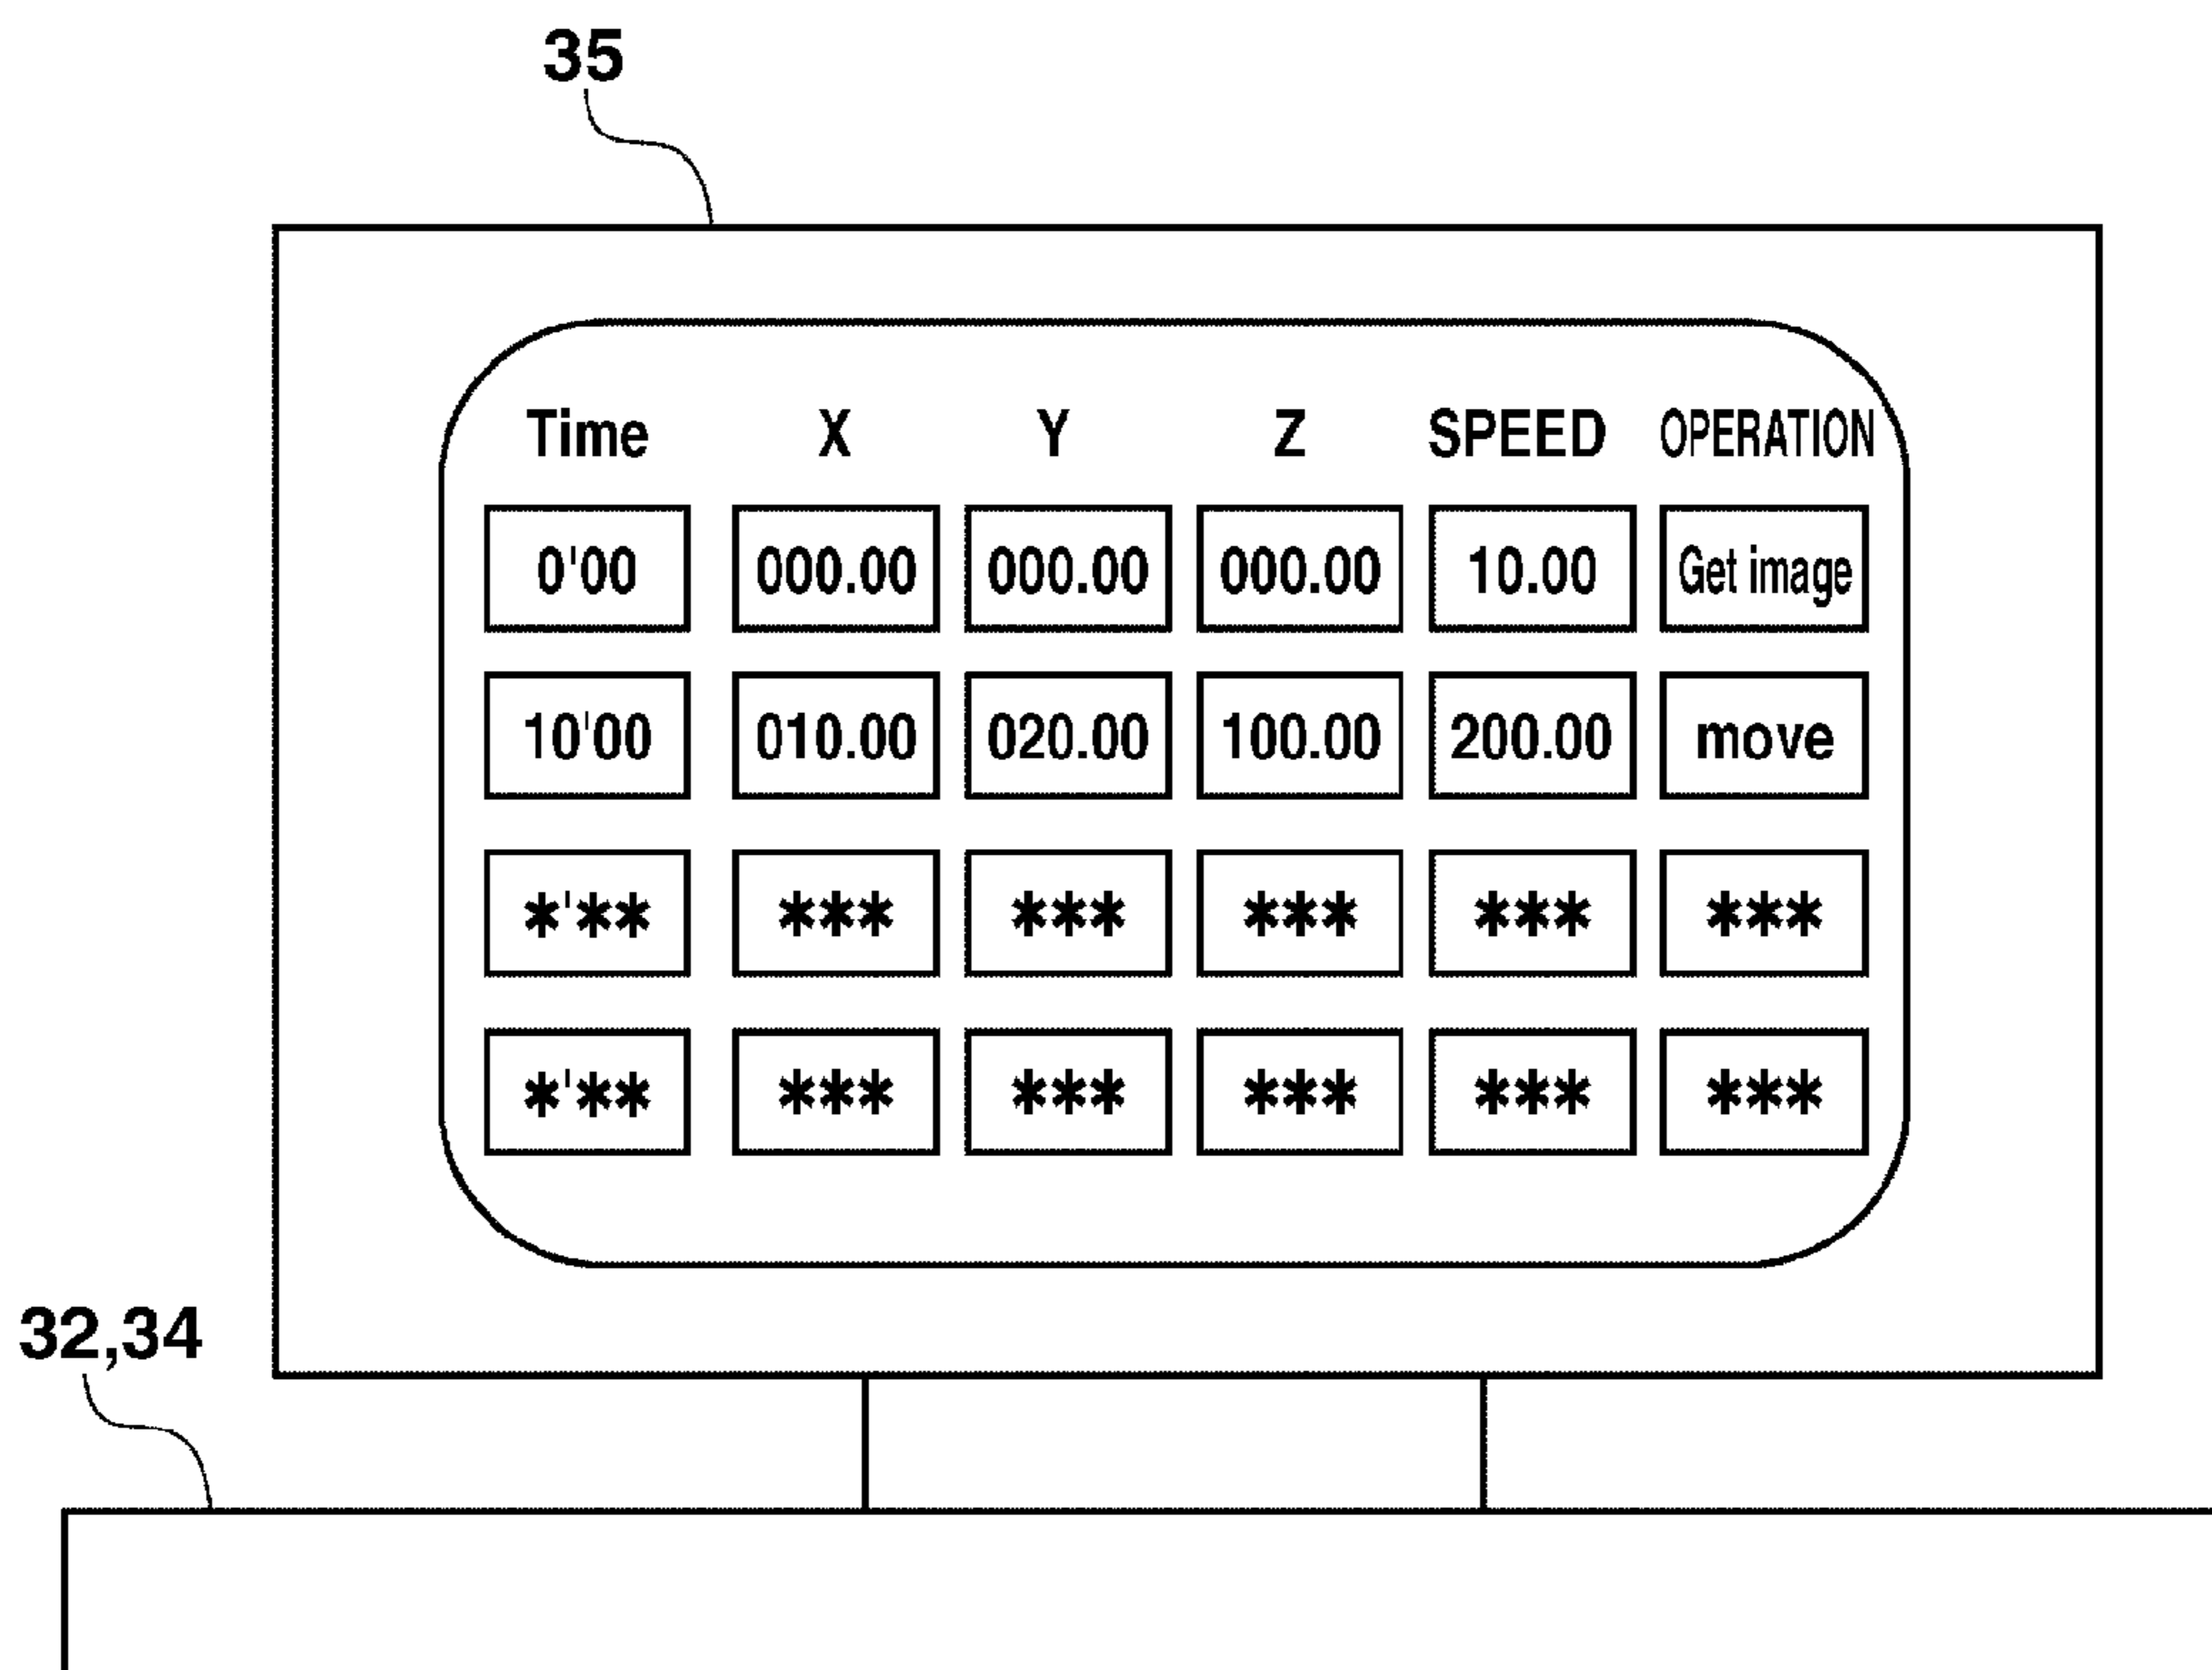 35
Time X Y Z SPEED OPERATION
0'00 000.00 000.00 000.00 10.00 Get image
10'00 010.00 020.00 100.00 200.00 move
*'** *** *** *** *** ***
*'** *** *** *** *** ***
32,34